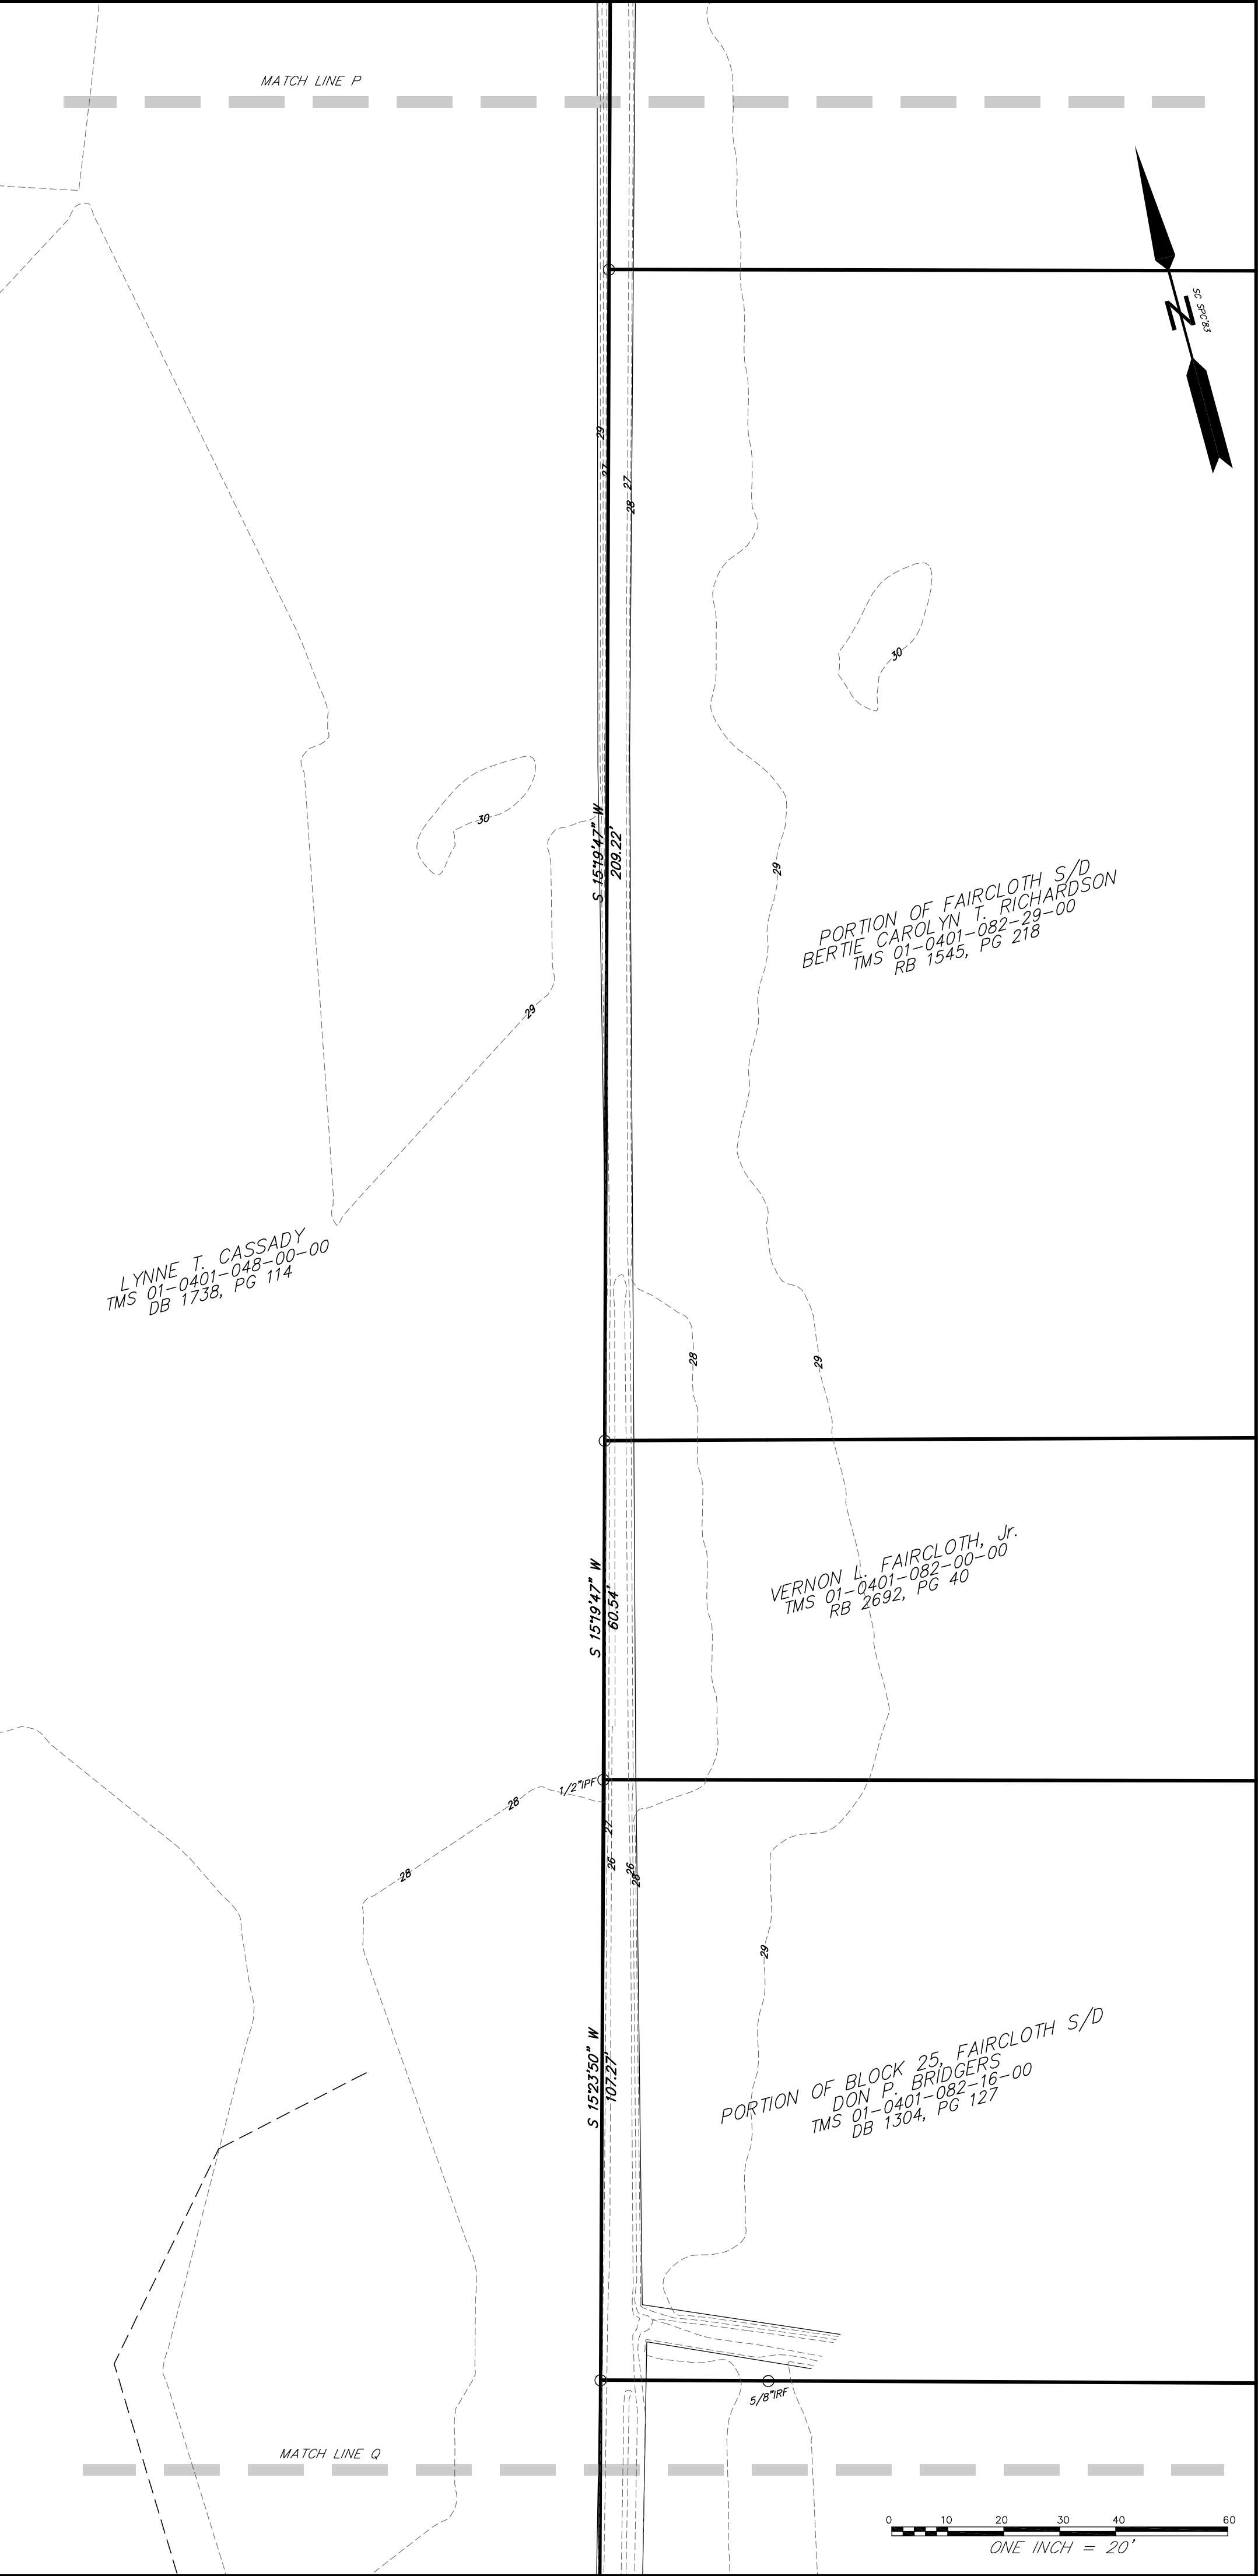 MATCH LINE P
N
SC SPC'83
29
27
27
28
30
30
S 15°19'47" W
209.22'
29
PORTION OF FAIRCLOTH S/D
BERTIE CAROLYN T. RICHARDSON
TMS 01-0401-082-29-00
RB 1545, PG 218
29
LYNNE T. CASSADY
TMS 01-0401-048-00-00
DB 1738, PG 114
28
29
VERNON L. FAIRCLOTH, Jr.
TMS 01-0401-082-00-00
RB 2692, PG 40
S 15°19'47" W
60.54'
1/2"IPF
28
27
28
26
26
28
29
PORTION OF BLOCK 25, FAIRCLOTH S/D
DON P. BRIDGERS
TMS 01-0401-082-16-00
DB 1304, PG 127
S 15°23'50" W
107.27'
5/8"IRF
MATCH LINE Q
0 10 20 30 40 60
ONE INCH = 20'